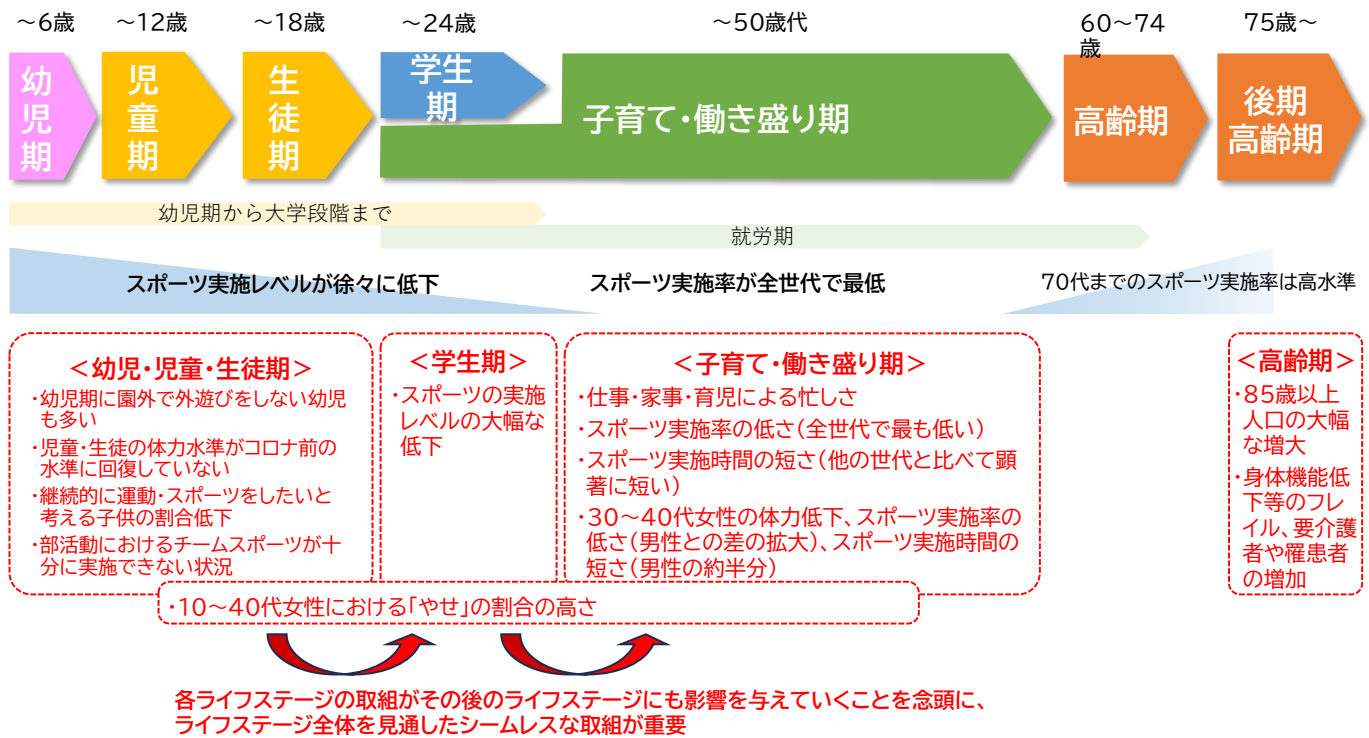 ～6歳
～12歳
～18歳
～24歳
～50歳代
60～74
歳
75歳～
幼
児
期
児
童
期
生
徒
期
学生
期
子育て・働き盛り期
高齢期
後期
高齢期
幼児期から大学段階まで
就労期
スポーツ実施レベルが徐々に低下
スポーツ実施率が全世代で最低
70代までのスポーツ実施率は高水準
＜幼児・児童・生徒期＞
・幼児期に園外で外遊びをしない幼児
も多い
・児童・生徒の体力水準がコロナ前の
水準に回復していない
・継続的に運動・スポーツをしたいと
考える子供の割合低下
・部活動におけるチームスポーツが十
分に実施できない状況
＜学生期＞
・スポーツの実施
レベルの大幅な
低下
＜子育て・働き盛り期＞
・仕事・家事・育児による忙しさ
・スポーツ実施率の低さ（全世代で最も低い）
・スポーツ実施時間の短さ（他の世代と比べて顕
著に短い）
・30～40代女性の体力低下、スポーツ実施率の
低さ（男性との差の拡大）、スポーツ実施時間の
短さ（男性の約半分）
＜高齢期＞
・85歳以上
人口の大幅
な増大
・身体機能低
下等のフレ
イル、要介護
者や罹患者
の増加
・10～40代女性における「やせ」の割合の高さ
各ライフステージの取組がその後のライフステージにも影響を与えていくことを念頭に、
ライフステージ全体を見通したシームレスな取組が重要